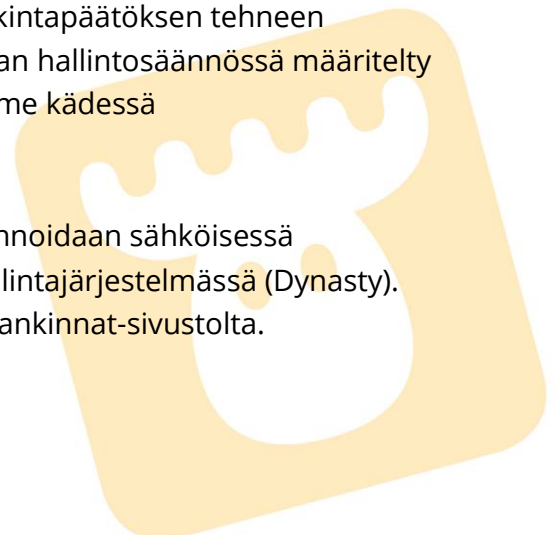 kintapäätöksen tehneen
an hallintosäännössä määritelty
me kädessä
nnoidaan sähköisessä
lintajärjestelmässä (Dynasty).
ankinnat-sivustolta.